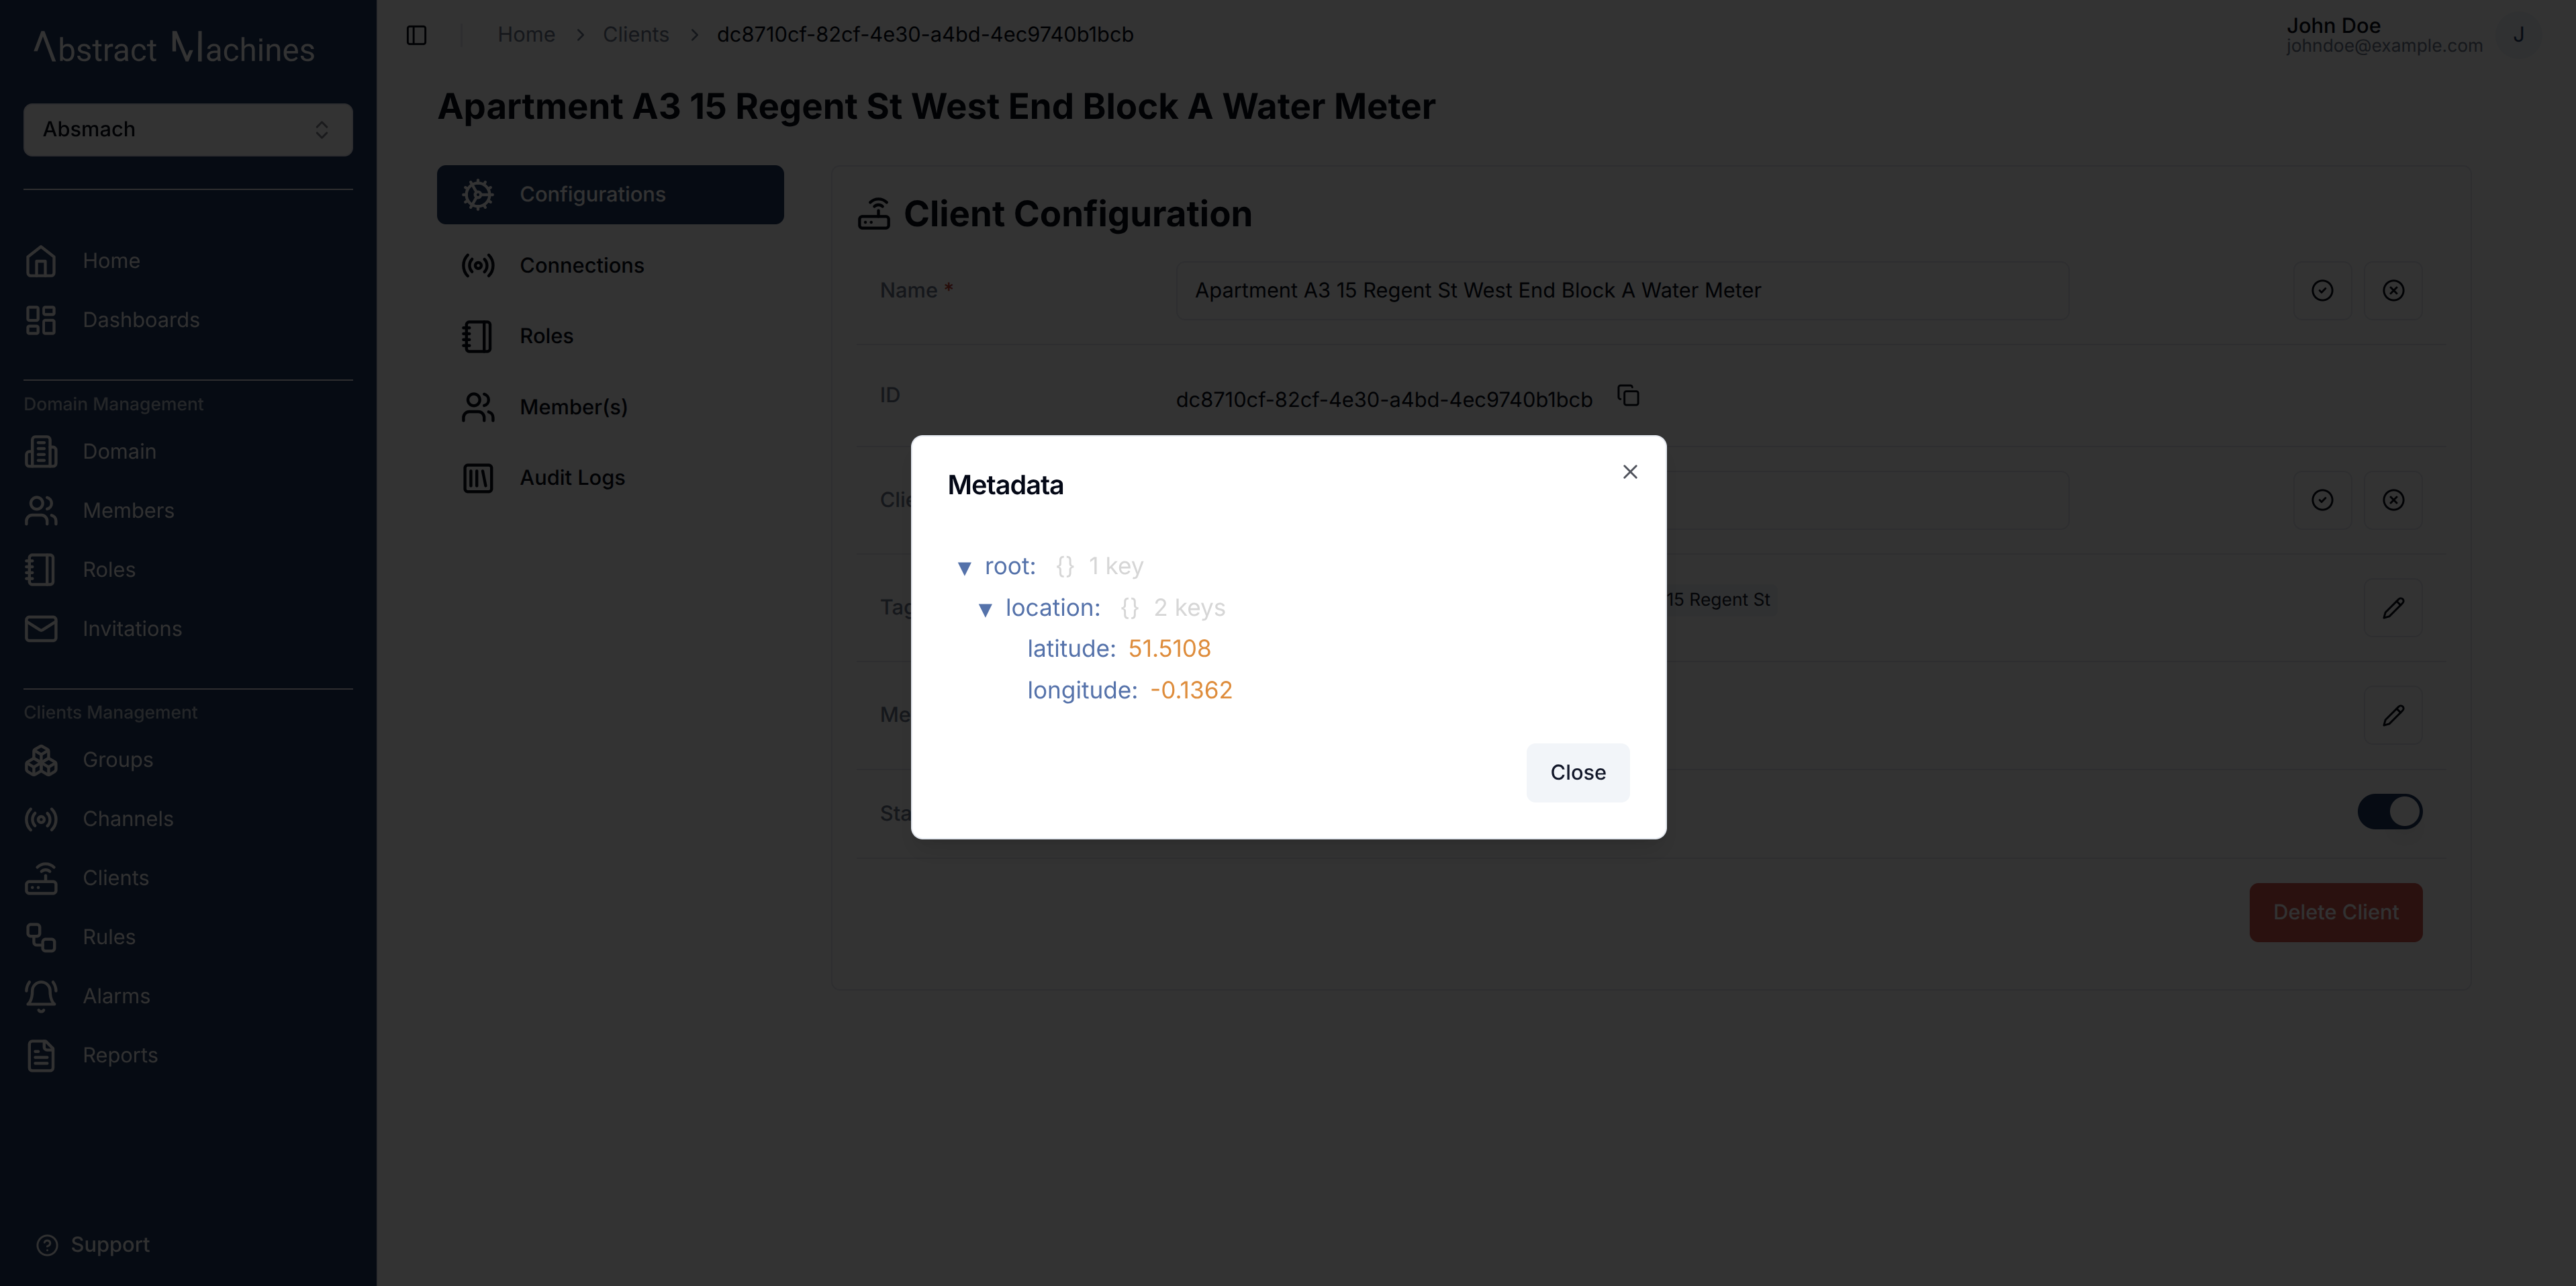 Abstract Machines
Absmach
Home
Dashboards
Domain Management
Domain
Members
Roles
Invitations
Clients Management
Groups
Channels
Clients
Rules
Alarms
Reports
Support
Home > Clients > dc8710cf-82cf-4e30-a4bd-4ec9740b1bcb
John Doe
johndoe@example.com
J
Apartment A3 15 Regent St West End Block A Water Meter
Configurations
Connections
Roles
Member(s)
Audit Logs
Client Configuration
Name *
Apartment A3 15 Regent St West End Block A Water Meter
ID
dc8710cf-82cf-4e30-a4bd-4ec9740b1bcb
Clie
Tag
15 Regent St
Me
Sta
Delete Client
Metadata
▼ root: {} 1 key
▼ location: {} 2 keys
latitude: 51.5108
longitude: -0.1362
Close